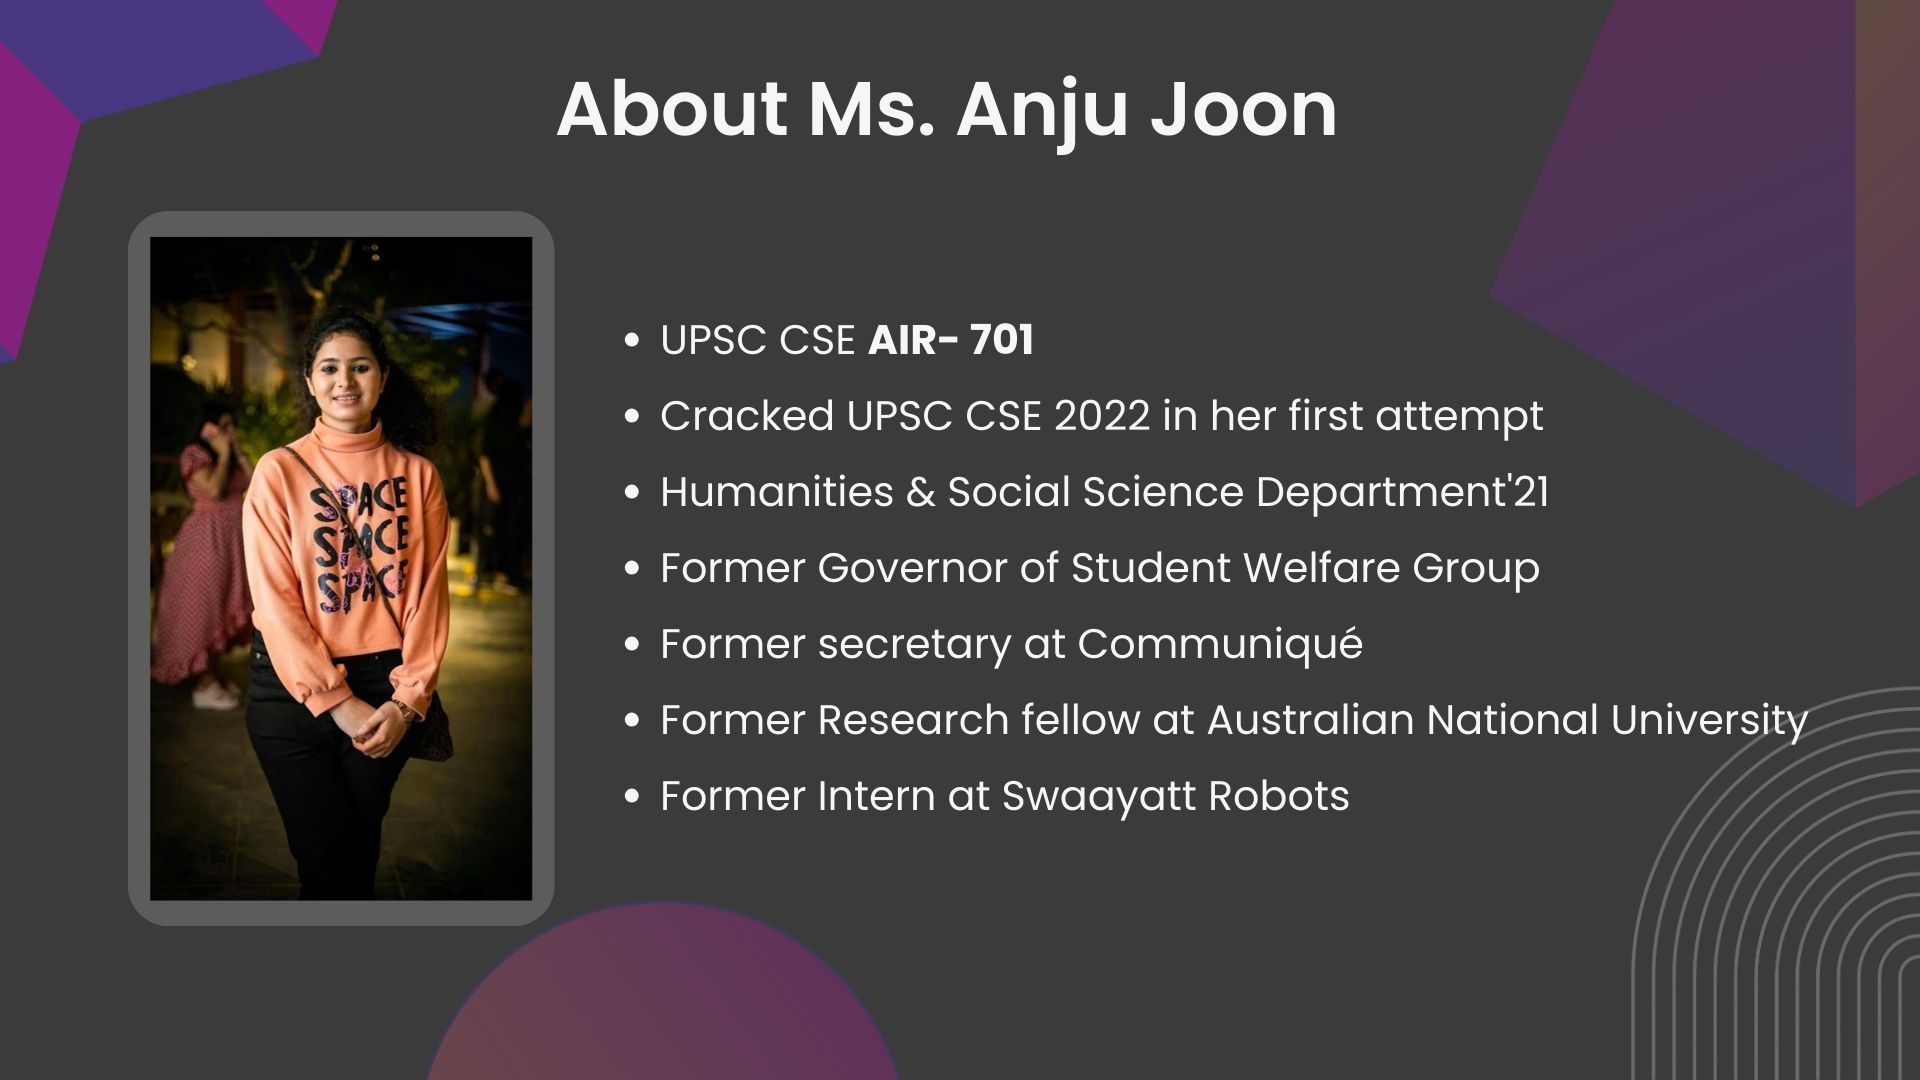 About Ms. Anju Joon
UPSC CSE AIR- 701
Cracked UPSC CSE 2022 in her first attempt
Humanities & Social Science Department'21
Former Governor of Student Welfare Group
Former secretary at Communiqué
Former Research fellow at Australian National University
Former Intern at Swaayatt Robots
SPACE
SPACE
SPACE